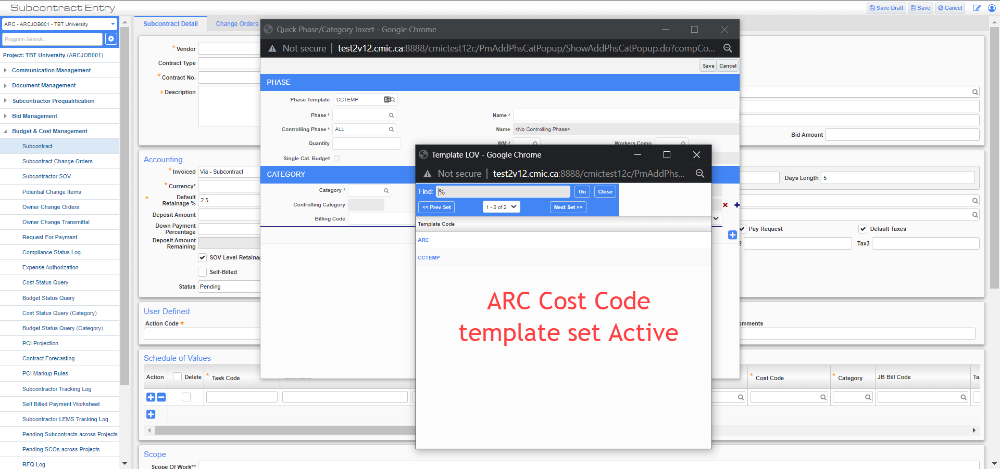 Subcontract Entry
Save Draft
Save
Cancel
ARC - ARCJOB001 - TBT University
Program Search...
Project: TBT University (ARCJOB001)
Communication Management
Document Management
Subcontractor Prequalification
Bid Management
Budget & Cost Management
Subcontract
Subcontract Change Orders
Subcontractor SOV
Potential Change Items
Owner Change Orders
Owner Change Transmittal
Request For Payment
Compliance Status Log
Expense Authorization
Cost Status Query
Budget Status Query
Cost Status Query (Category)
Budget Status Query (Category)
PCI Projection
Contract Forecasting
PCI Markup Rules
Subcontractor Tracking Log
Self Billed Payment Worksheet
Subcontractor LEMS Tracking Log
Pending Subcontracts across Projects
Pending SCOs across Projects
RFQ Log
Subcontract Detail
Change Orders
* Vendor
Contract Type
* Contract No.
* Description
Bid Amount
Accounting
* Invoiced
Via - Subcontract
* Currency*
* Default
Retainage %
2.5
Deposit Amount
Down Payment
Percentage
Deposit Amount
Remaining
SOV Level Retainag
Self-Billed
Status
Pending
Days Length
5
Pay Request
Default Taxes
2
Tax3
User Defined
Action Code *
omments
Schedule of Values
Action
Delete
* Task Code
* Cost Code
* Category
JB Bill Code
Ta
Scope
Scope Of Work**
Quick Phase/Category Insert - Google Chrome
Not secure
test2v12.cmic.ca:8888/cmictest12c/PmAddPhsCatPopup/ShowAddPhsCatPopup.do?compCo...
Save
Cancel
PHASE
Phase Template
CCTEMP
Phase *
Name *
Controlling Phase *
ALL
Name
<No Controlling Phase>
Quantity
WM *
Workers Comp
Single Cat. Budget
CATEGORY
Category *
Controlling Category
Billing Code
Template LOV - Google Chrome
Not secure
test2v12.cmic.ca:8888/cmictest12c/PmAddPhs...
Find:
%
Go
Close
<< Prev Set
1 - 2 of 2
Next Set >>
Template Code
ARC
CCTEMP
ARC Cost Code
template set Active